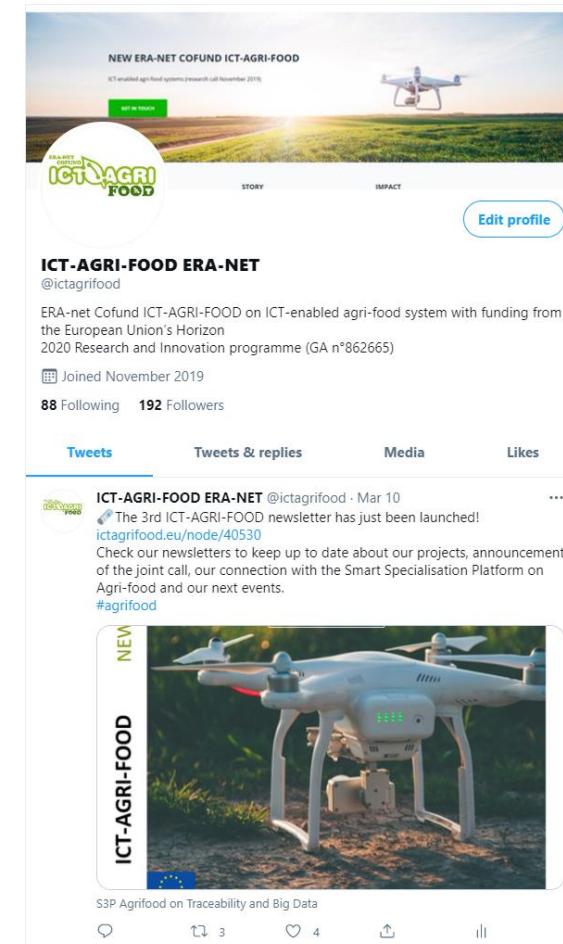 NEW ERA-NET COFUND ICT-AGRI-FOOD
ICT-enabled agri-food systems (research call November 2019)
GET IN TOUCH
ERA-NET
COFUND
ICT AGRI
FOOD
STORY
IMPACT
Edit profile
ICT-AGRI-FOOD ERA-NET
@ictagrifood
ERA-net Cofund ICT-AGRI-FOOD on ICT-enabled agri-food system with funding from
the European Union's Horizon
2020 Research and Innovation programme (GA n°862665)
Joined November 2019
88 Following 192 Followers
Tweets Tweets & replies Media Likes
ICT-AGRI-FOOD ERA-NET @ictagrifood · Mar 10
The 3rd ICT-AGRI-FOOD newsletter has just been launched!
ictagrifood.eu/node/40530
Check our newsletters to keep up to date about our projects, announcement
of the joint call, our connection with the Smart Specialisation Platform on
Agri-food and our next events.
#agrifood
NEW
ICT-AGRI-FOOD
S3P Agrifood on Traceability and Big Data
3
4